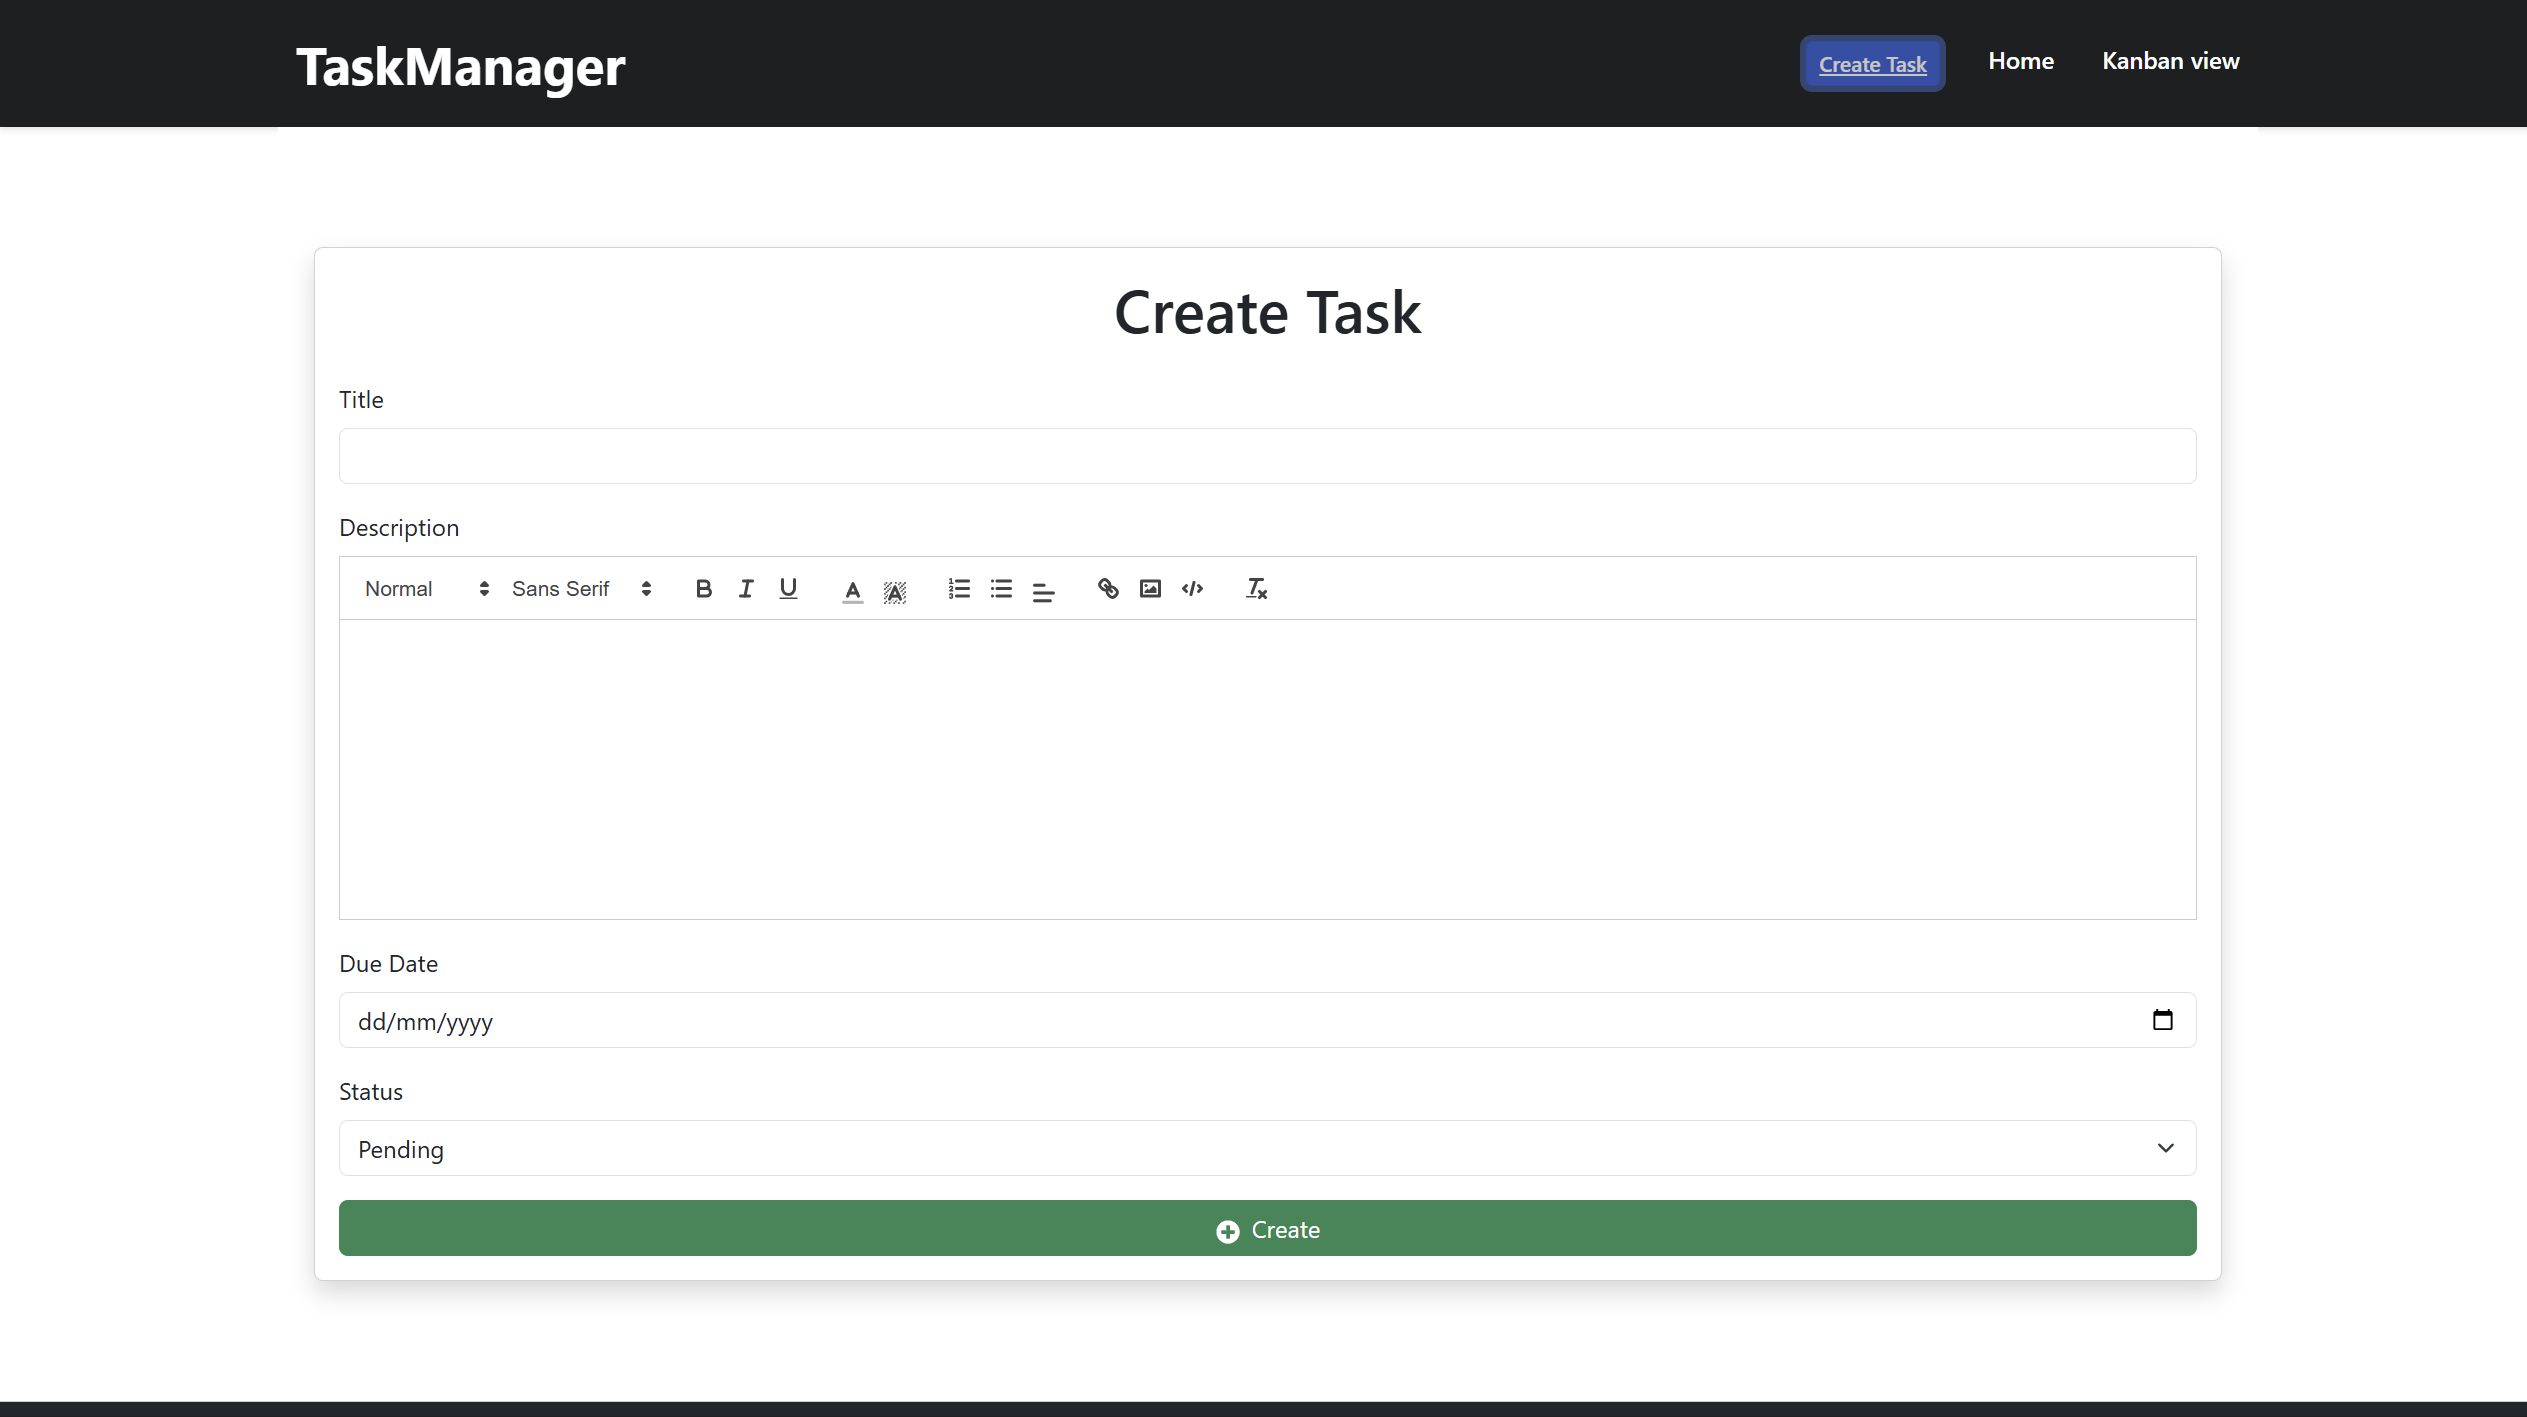 TaskManager
Create Task Home Kanban view
Create Task
Title
Description
Normal Sans Serif
Due Date
dd/mm/yyyy
Status
Pending
Create